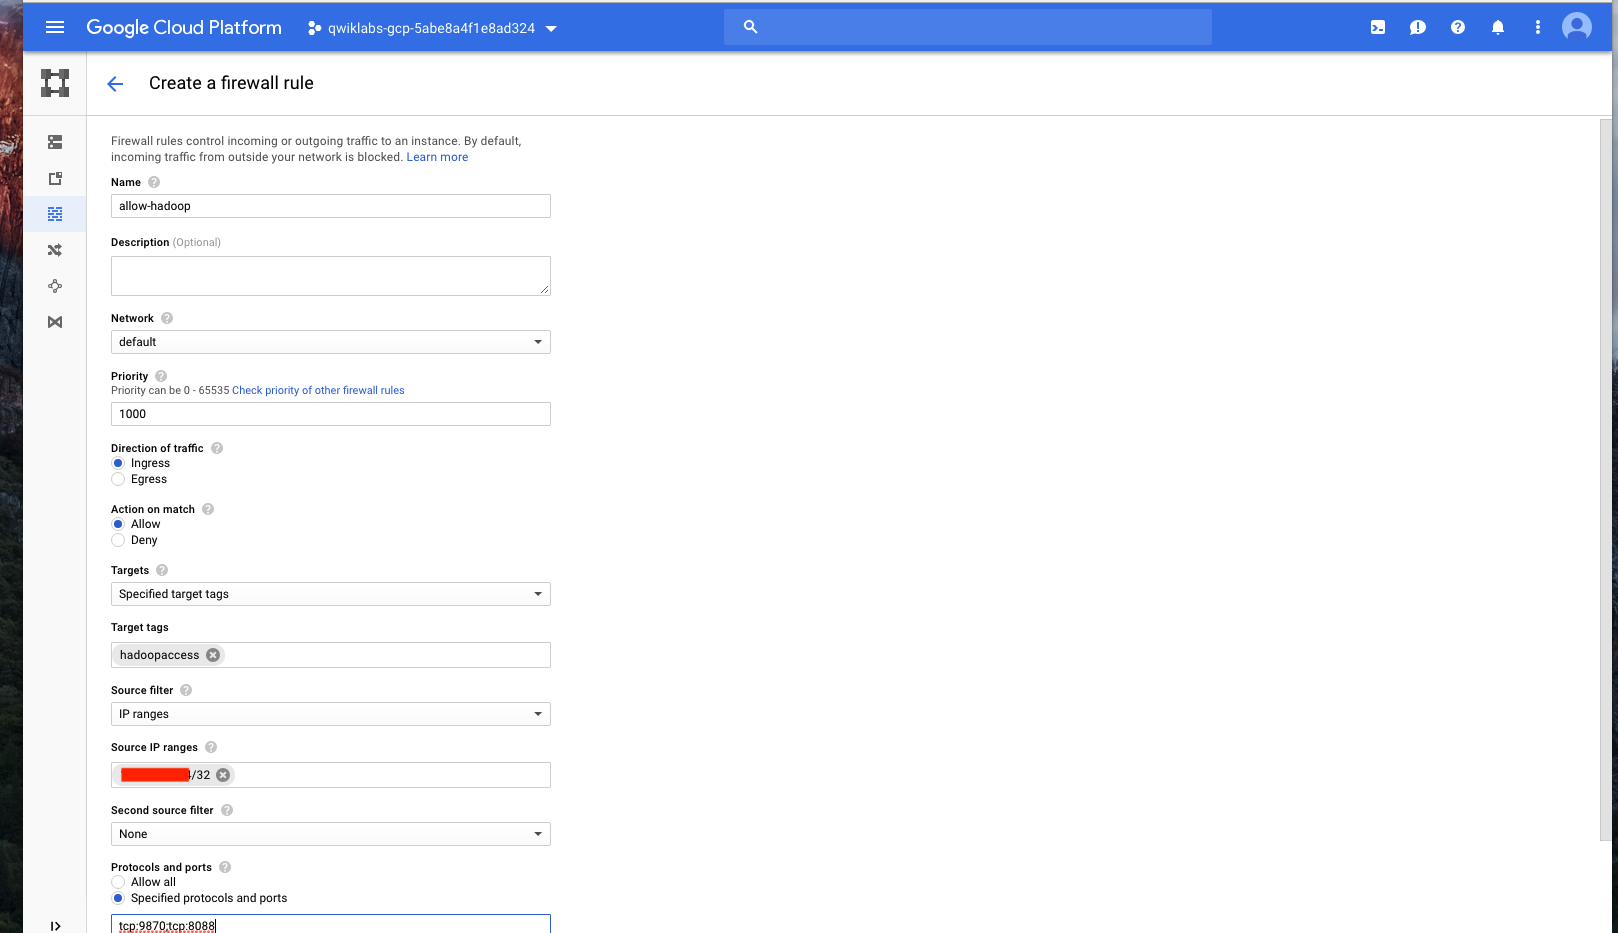 Google Cloud Platform
qwiklabs-gcp-5abe8a4f1e8ad324
Create a firewall rule
Firewall rules control incoming or outgoing traffic to an instance. By default,
incoming traffic from outside your network is blocked. Learn more
Name
allow-hadoop
Description (Optional)
Network
default
Priority
Priority can be 0 - 65535 Check priority of other firewall rules
1000
Direction of traffic
Ingress
Egress
Action on match
Allow
Deny
Targets
Specified target tags
Target tags
hadoopaccess
Source filter
IP ranges
Source IP ranges
/32
Second source filter
None
Protocols and ports
Allow all
Specified protocols and ports
tcp:9870;tcp:8088